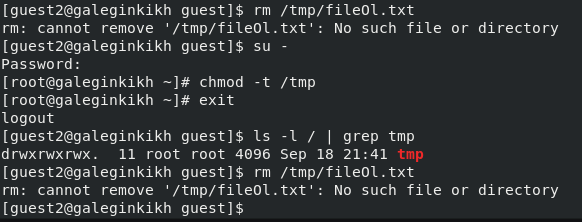 [guest2@galeginkikh guest]$ rm /tmp/fileOl.txt
rm: cannot remove '/tmp/fileOl.txt': No such file or directory
[guest2@galeginkikh guest]$ su -
Password:
[root@galeginkikh ~]# chmod -t /tmp
[root@galeginkikh ~]# exit
logout
[guest2@galeginkikh guest]$ ls -l / | grep tmp
drwxrwxrwx.  11 root root 4096 Sep 18 21:41 tmp
[guest2@galeginkikh guest]$ rm /tmp/fileOl.txt
rm: cannot remove '/tmp/fileOl.txt': No such file or directory
[guest2@galeginkikh guest]$